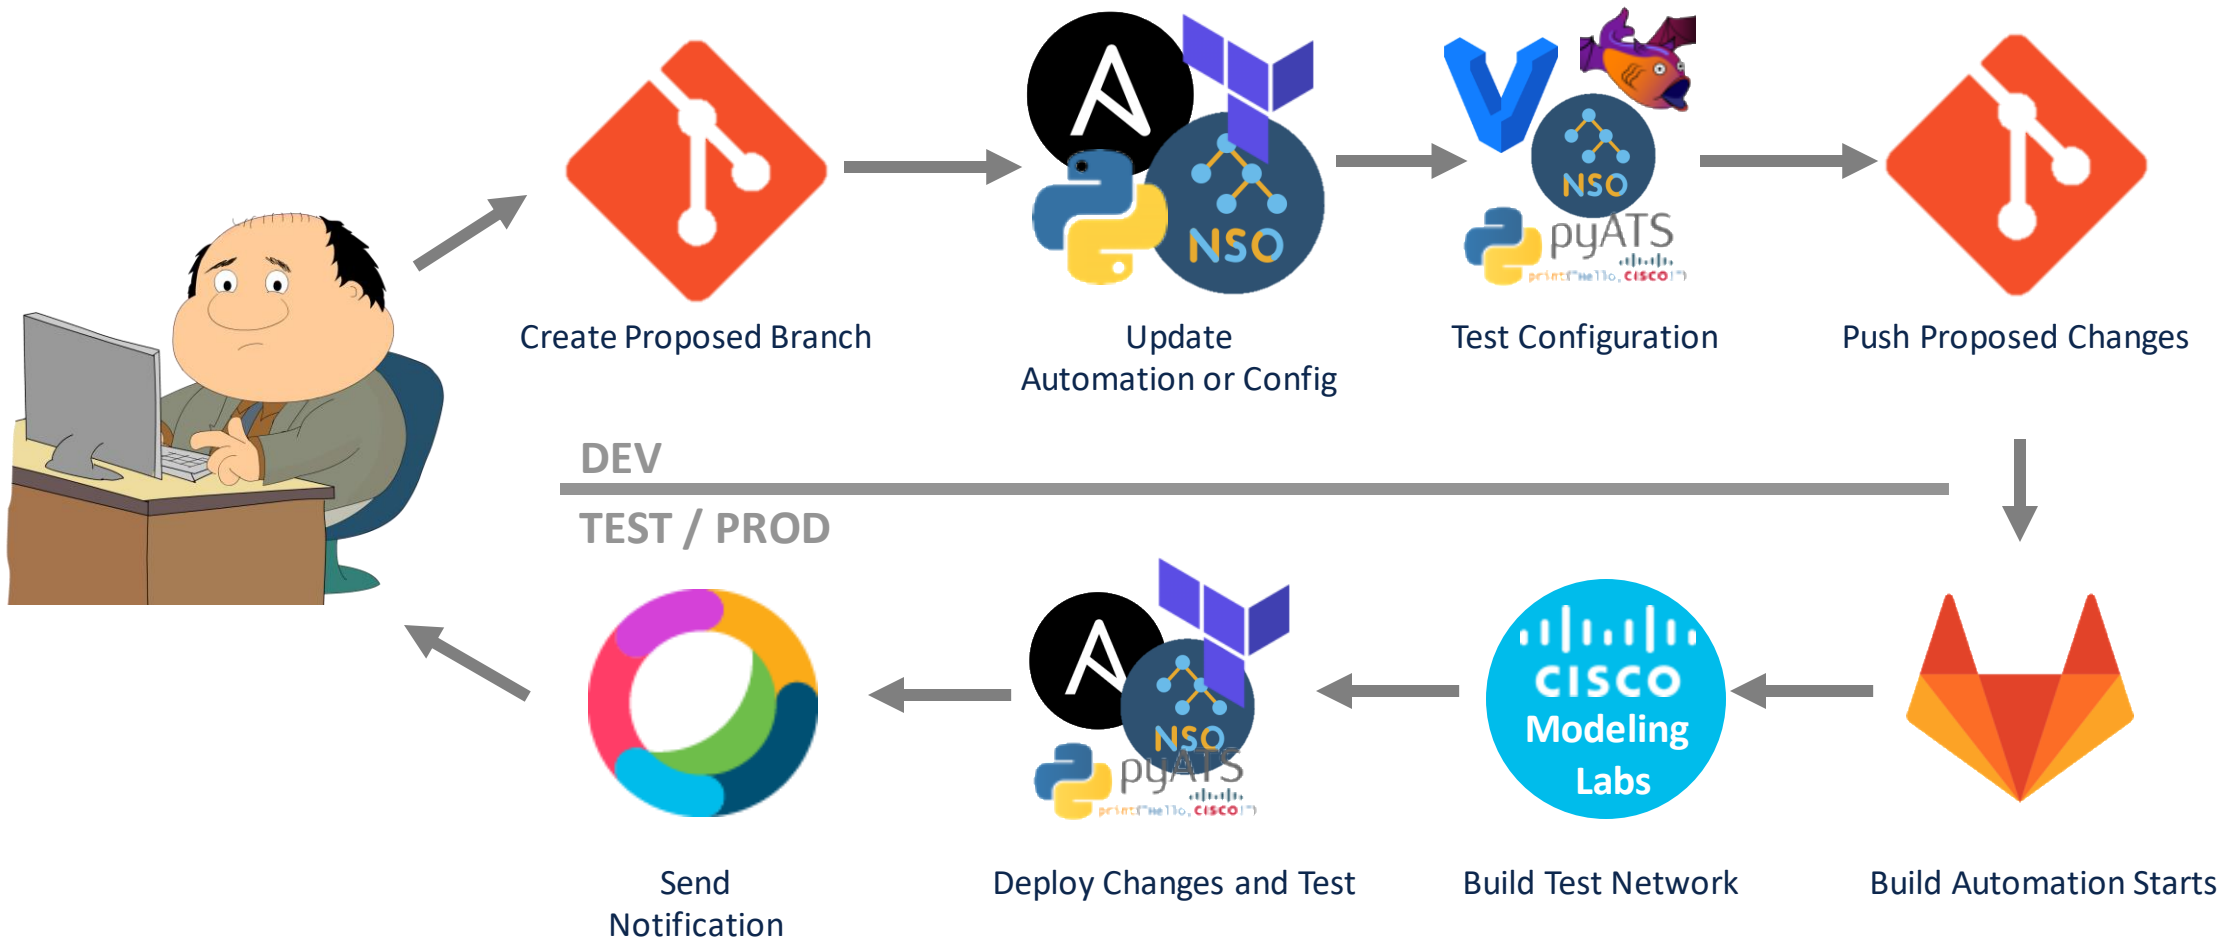 NSO
NSO
pyATS
print("Hello, CISCO!")
Create Proposed Branch
Update
Automation or Config
Test Configuration
Push Proposed Changes
DEV
TEST / PROD
NSO
pyATS
print("Hello, CISCO!")
CISCO
Modeling
Labs
Send
Notification
Deploy Changes and Test
Build Test Network
Build Automation Starts